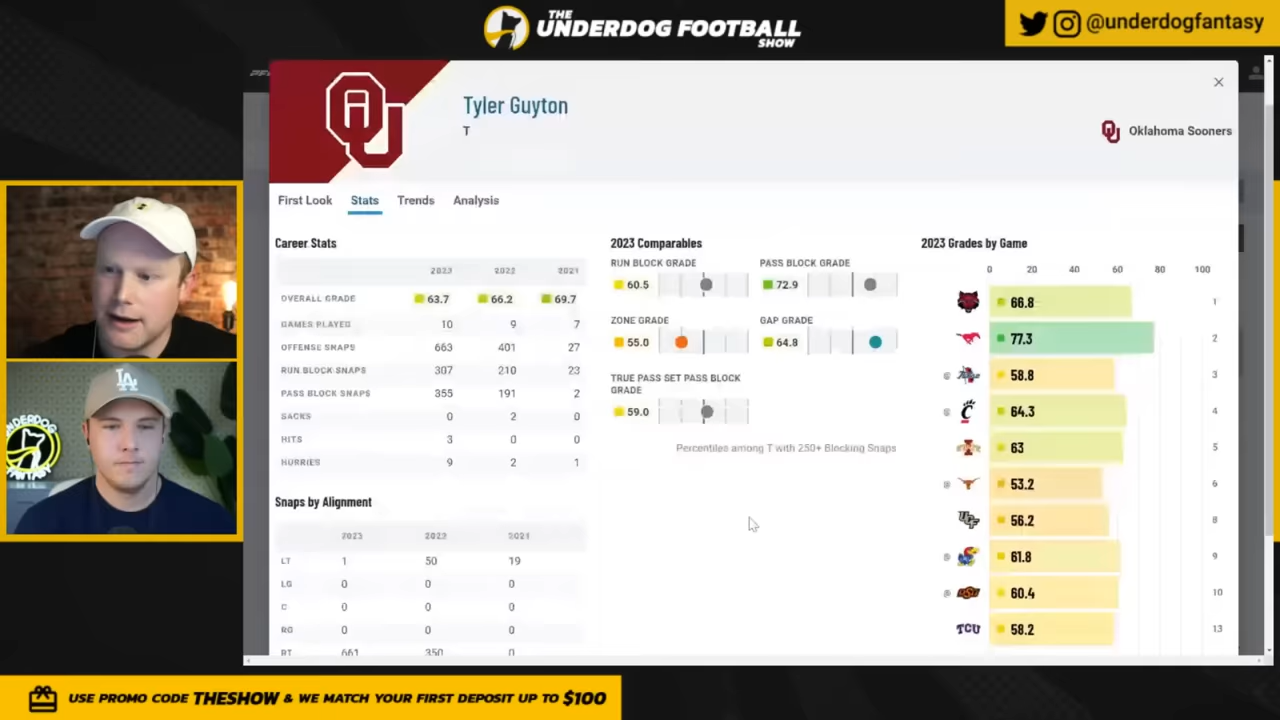 THE
UNDERDOG FOOTBALL
SHOW
@underdogfantasy
Tyler Guyton
T
Oklahoma Sooners
First Look Stats Trends Analysis
Career Stats
2023 2022 2021
OVERALL GRADE 63.7 66.2 69.7
GAMES PLAYED 10 9 7
OFFENSE SNAPS 663 401 27
RUN BLOCK SNAPS 307 210 23
PASS BLOCK SNAPS 355 191 2
SACKS 0 2 0
HITS 3 0 0
HURRIES 9 2 1
Snaps by Alignment
2023 2022 2021
LT 1 50 19
LG 0 0 0
C 0 0 0
RG 0 0 0
RT 661 350 0
2023 Comparables
RUN BLOCK GRADE PASS BLOCK GRADE
60.5 72.9
ZONE GRADE GAP GRADE
55.0 64.8
TRUE PASS SET PASS BLOCK
GRADE
59.0
Percentiles among T with 250+ Blocking Snaps
2023 Grades by Game
0 20 40 60 80 100
66.8 1
77.3 2
@ 58.8 3
@ 64.3 4
63 5
@ 53.2 6
UCF 56.2 8
@ 61.8 9
@ OSU 60.4 10
TCU 58.2 13
LA
UNDERDOG
FANTASY
USE PROMO CODE THESHOW & WE MATCH YOUR FIRST DEPOSIT UP TO $100